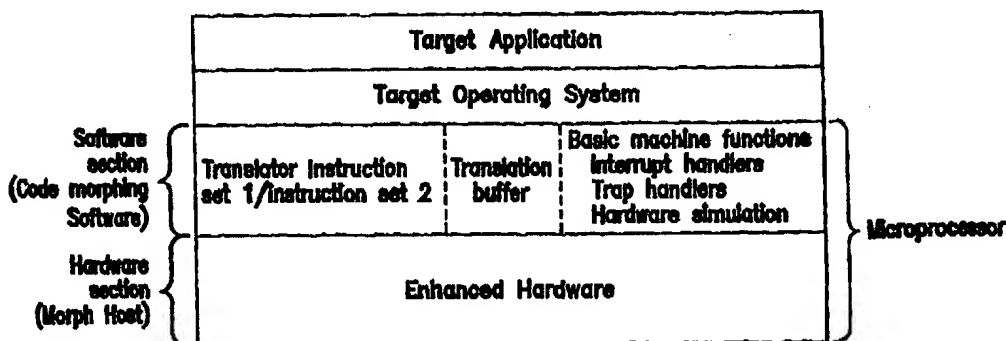 Target Application
Target Operating System
Software
section
(Code morphing
Software)
Translator instruction
set 1/instruction set 2
Translation
buffer
Basic machine functions
Interrupt handlers
Trap handlers
Hardware simulation
Microprocessor
Hardware
section
(Morph Host)
Enhanced Hardware